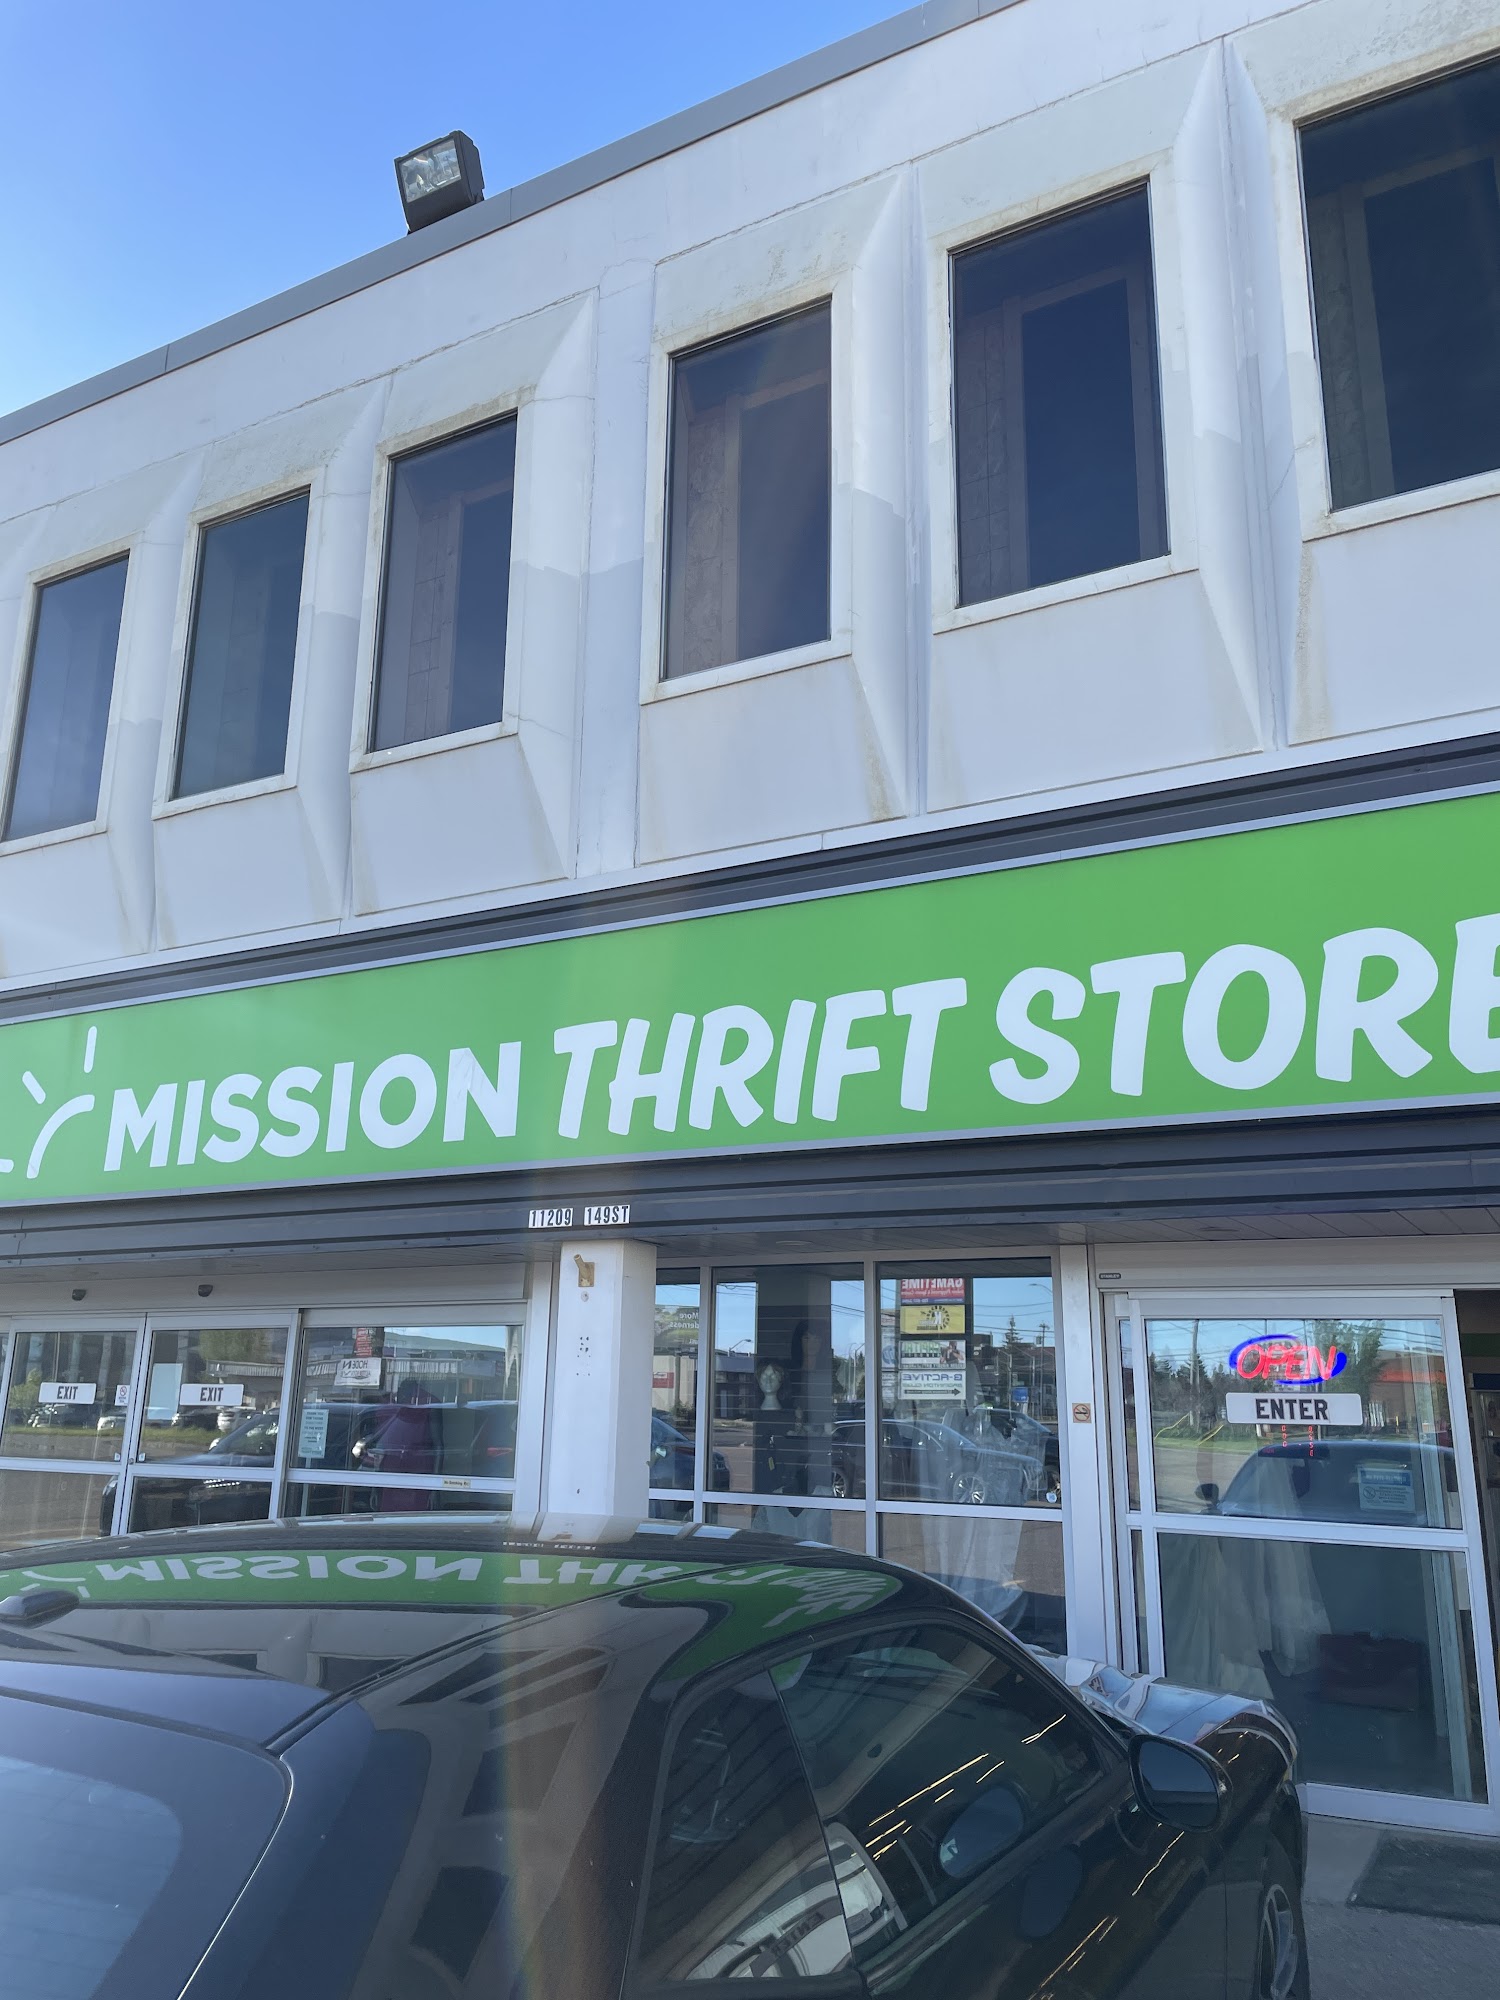 MISSION THRIFT STORE
11209 149ST
EXIT
EXIT
OPEN
ENTER
GAMETIME